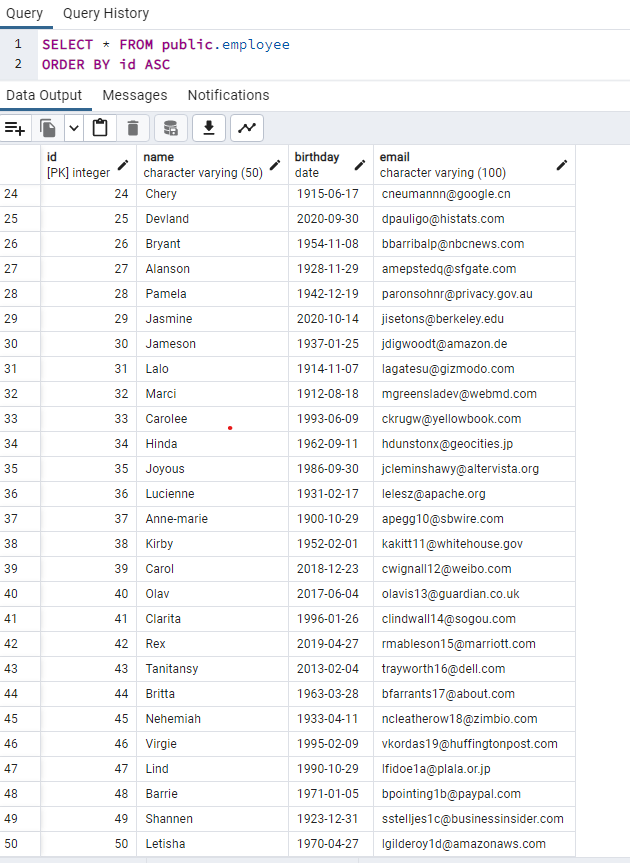 Query Query History
1 SELECT * FROM public.employee
2 ORDER BY id ASC
Data Output Messages Notifications
id name birthday email
[PK] integer character varying (50) date character varying (100)
24 24 Chery 1915-06-17 cneumannn@google.cn
25 25 Devland 2020-09-30 dpauligo@histats.com
26 26 Bryant 1954-11-08 bbarribalp@nbcnews.com
27 27 Alanson 1928-11-29 amepstedq@sfgate.com
28 28 Pamela 1942-12-19 paronsohnr@privacy.gov.au
29 29 Jasmine 2020-10-14 jisetons@berkeley.edu
30 30 Jameson 1937-01-25 jdigwoodt@amazon.de
31 31 Lalo 1914-11-07 lagatesu@gizmodo.com
32 32 Marci 1912-08-18 mgreensladev@webmd.com
33 33 Carolee 1993-06-09 ckrugw@yellowbook.com
34 34 Hinda 1962-09-11 hdunstonx@geocities.jp
35 35 Joyous 1986-09-30 jcleminshawy@altervista.org
36 36 Lucienne 1931-02-17 lelesz@apache.org
37 37 Anne-marie 1900-10-29 apegg10@sbwire.com
38 38 Kirby 1952-02-01 kakitt11@whitehouse.gov
39 39 Carol 2018-12-23 cwignall12@weibo.com
40 40 Olav 2017-06-04 olavis13@guardian.co.uk
41 41 Clarita 1996-01-26 clindwall14@sogou.com
42 42 Rex 2019-04-27 rmableson15@marriott.com
43 43 Tanitansy 2013-02-04 trayworth16@dell.com
44 44 Britta 1963-03-28 bfarrants17@about.com
45 45 Nehemiah 1933-04-11 ncleatherow18@zimbio.com
46 46 Virgie 1995-02-09 vkordas19@huffingtonpost.com
47 47 Lind 1990-10-29 lfidoe1a@plala.or.jp
48 48 Barrie 1971-01-05 bpointing1b@paypal.com
49 49 Shannen 1923-12-31 sstelljes1c@businessinsider.com
50 50 Letisha 1970-04-27 lgilderoy1d@amazonaws.com